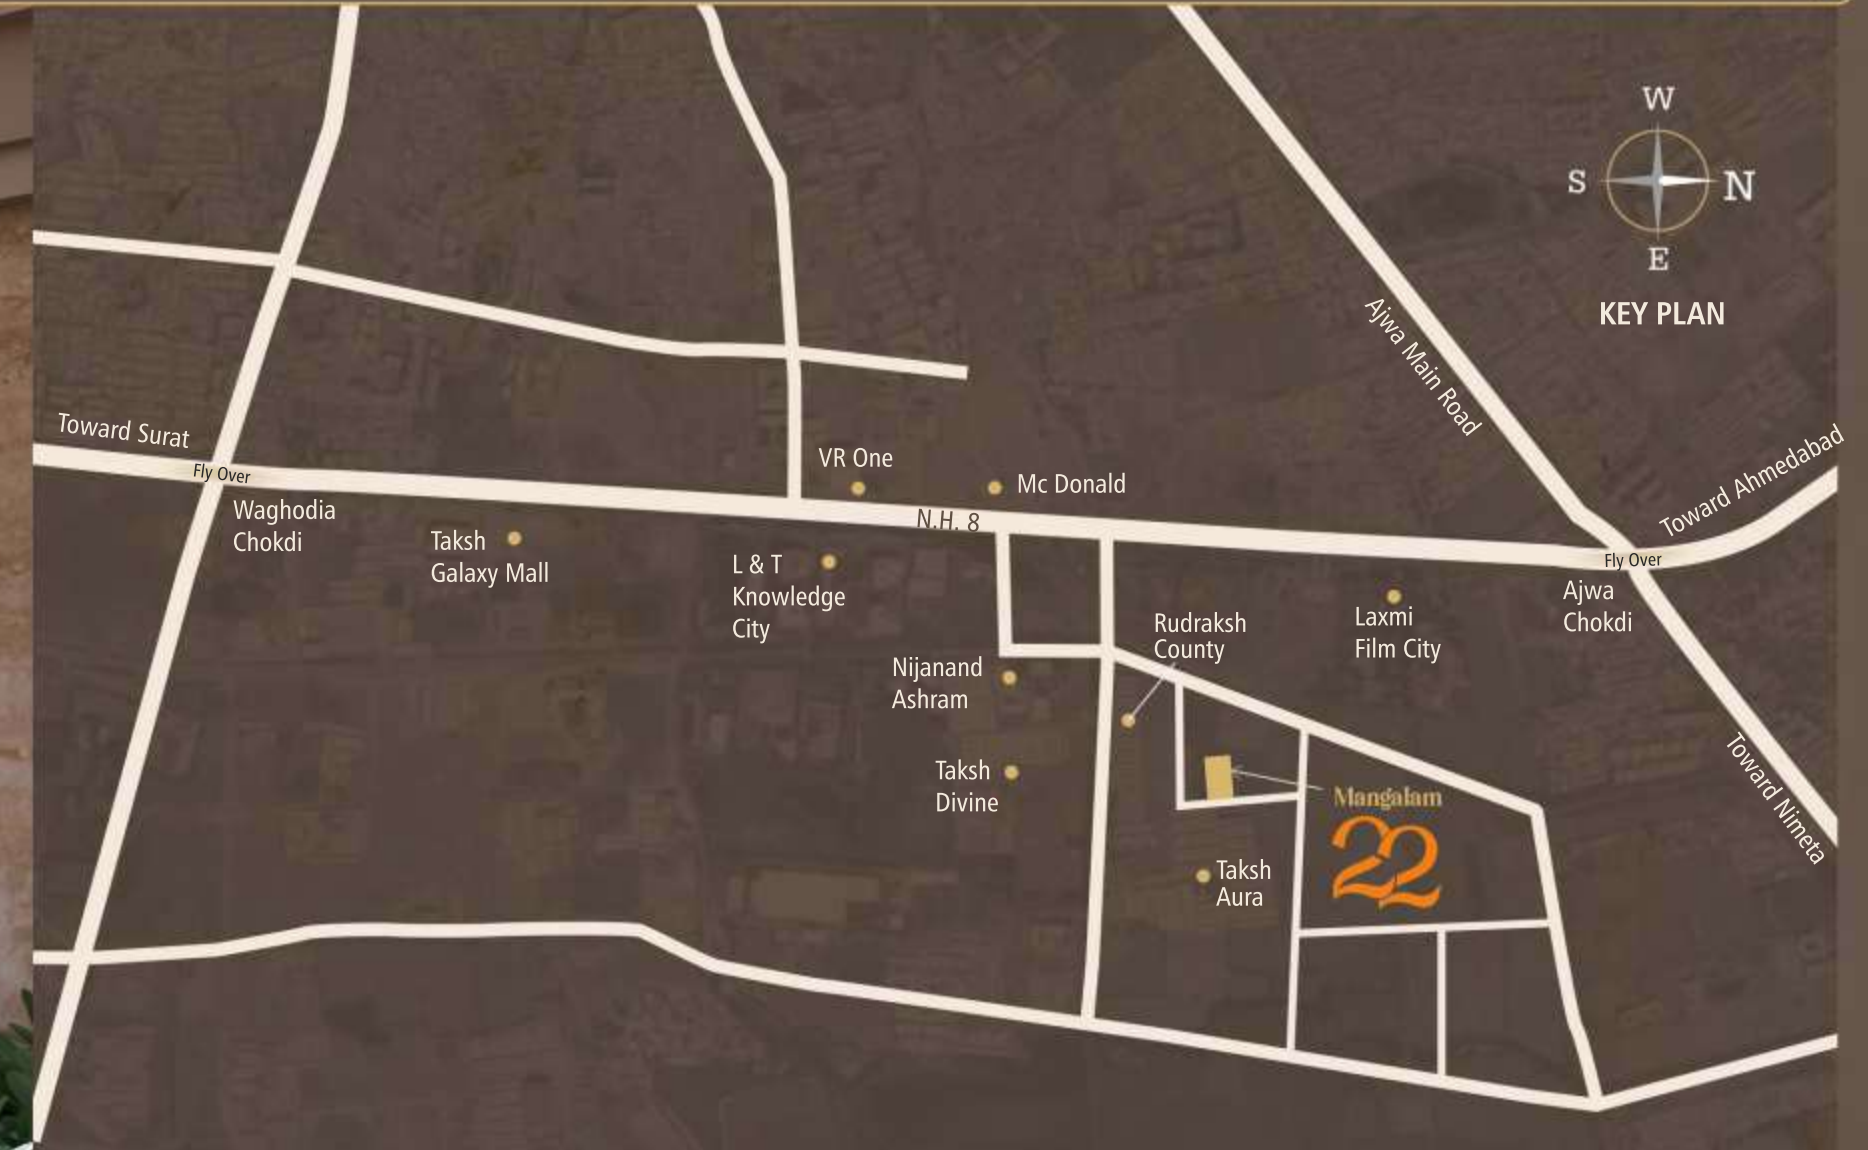 W
S
N
E
KEY PLAN
Ajwa Main Road
Toward Surat
Fly Over
Waghodia
Chokdi
Taksh
Galaxy Mall
VR One
Mc Donald
N.H. 8
L & T
Knowledge
City
Toward Ahmedabad
Fly Over
Ajwa
Chokdi
Laxmi
Film City
Rudraksh
County
Nijanand
Ashram
Taksh
Divine
Mangalam
22
Taksh
Aura
Toward Nimeta